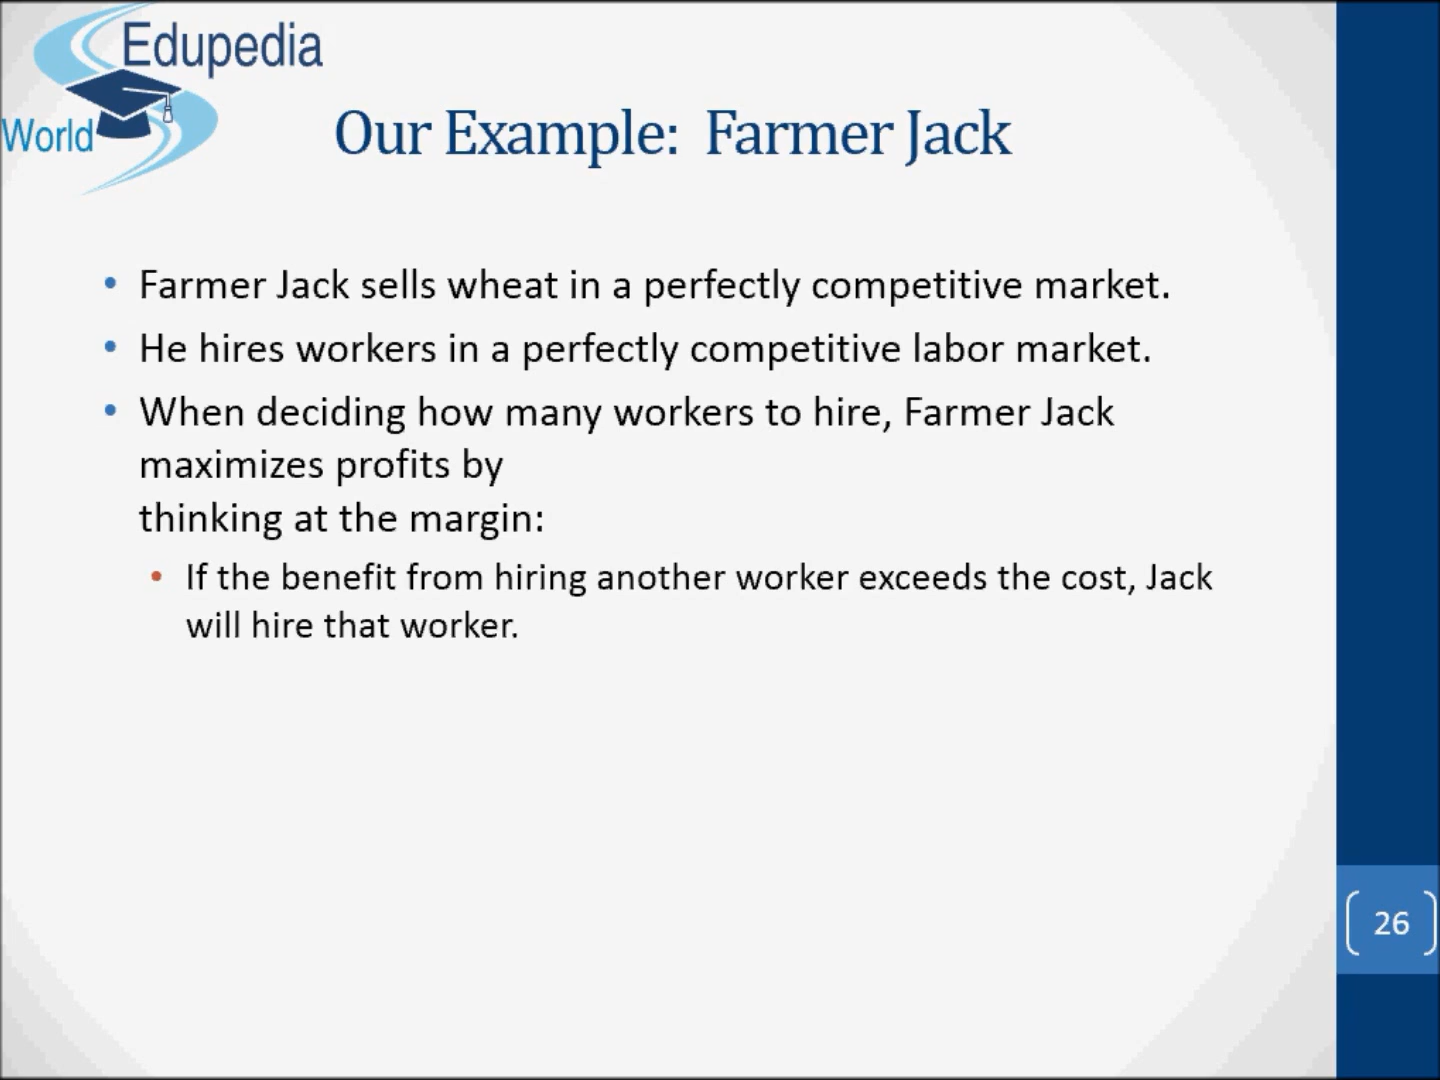 Edupedia
World
Our Example: Farmer Jack
• Farmer Jack sells wheat in a perfectly competitive market.
• He hires workers in a perfectly competitive labor market.
• When deciding how many workers to hire, Farmer Jack
maximizes profits by
thinking at the margin:
• If the benefit from hiring another worker exceeds the cost, Jack
will hire that worker.
26